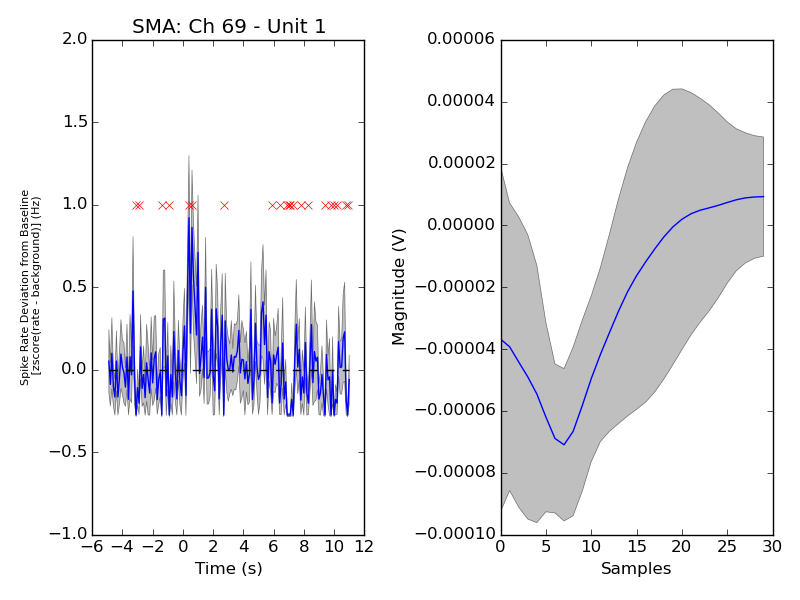 SMA: Ch 69 - Unit 1
2.0
1.5
1.0
0.5
0.0
−0.5
−1.0
−6 −4 −2 0 2 4 6 8 10 12
Time (s)
Spike Rate Deviation from Baseline
[zscore(rate - background)] (Hz)
0.00006
0.00004
0.00002
0.00000
−0.00002
−0.00004
−0.00006
−0.00008
−0.00010
0 5 10 15 20 25 30
Samples
Magnitude (V)